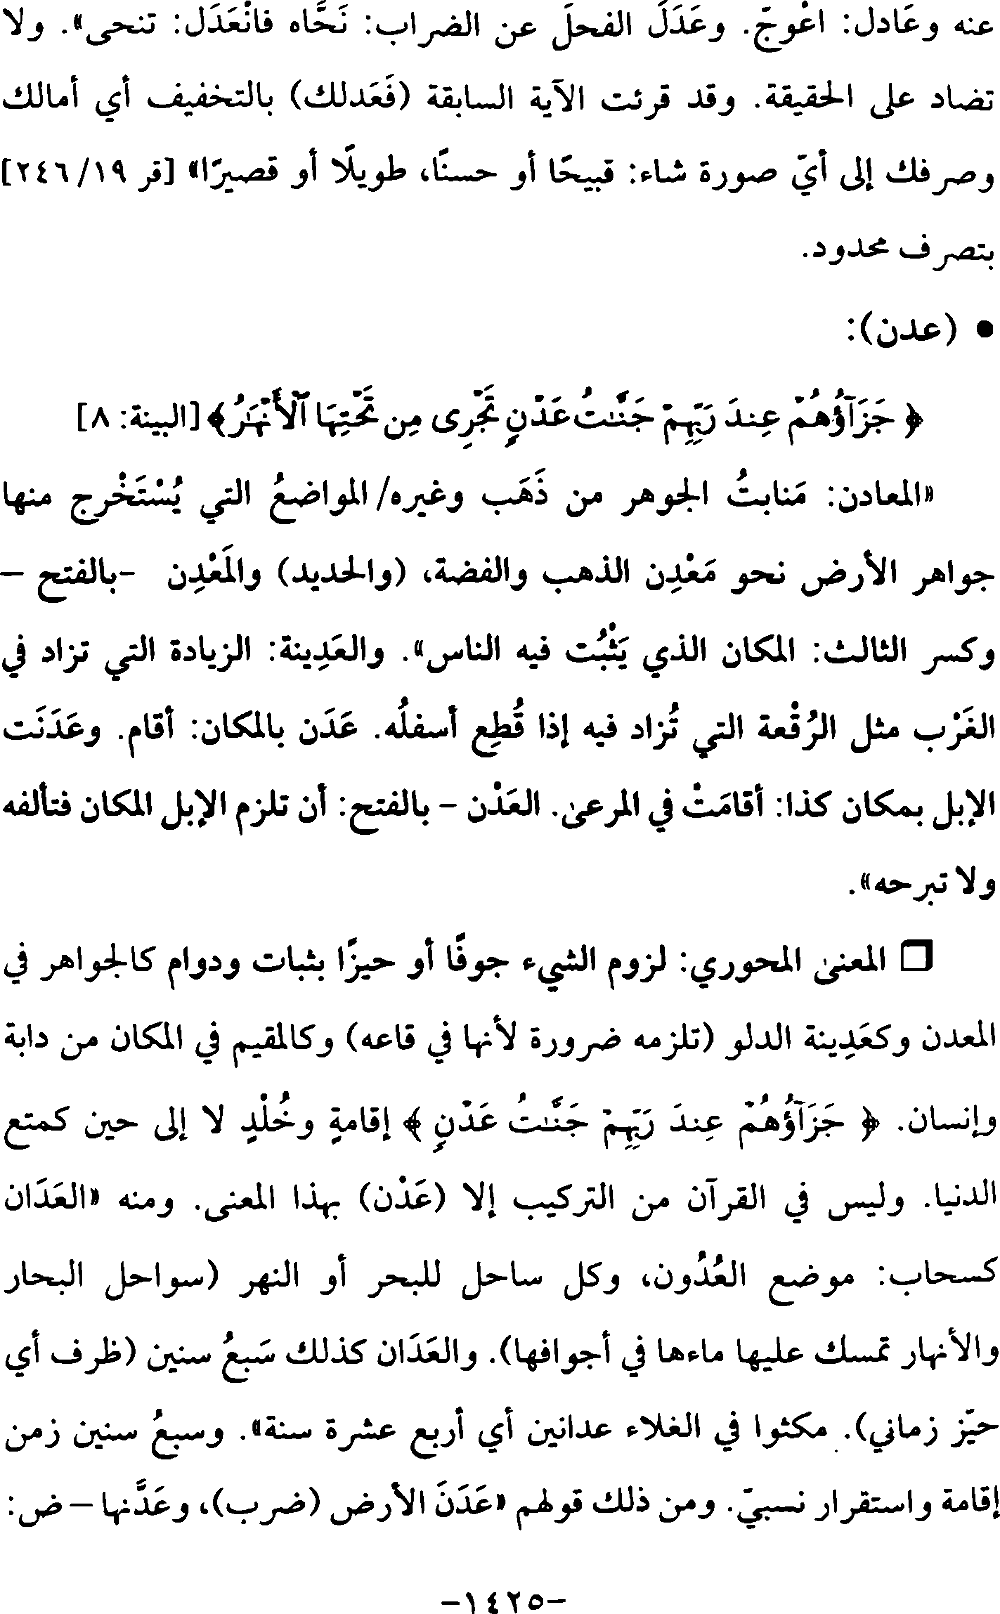 عنه وعَادل: اعْوجّ. وعَدَلَ الفحلَ عن الضراب: نَحَّاه فانْعَدَل: تنحى». ولا
تضاد على الحقيقة. وقد قرئت الآية السابقة (فَعَدلك) بالتخفيف أي أمالك
وصرفك إلى أيّ صورة شاء: قبيحًا أو حسنًا، طويلًا أو قصيرًا» [قر ١٩/ ٢٤٦]
بتصرف محدود.
• (عدن):
﴿ جَزَآؤُهُمْ عِندَ رَبِّهِمْ جَنَّٰتُ عَدْنٍ تَجْرِى مِن تَحْتِهَا ٱلْأَنْهَٰرُ ﴾ [البينة: ٨]
«المعادن: مَنابتُ الجوهر من ذَهَب وغيره/ المواضعُ التي يُسْتَخْرج منها
جواهر الأرض نحو مَعْدِن الذهب والفضة، (والحديد) والمَعْدِن -بالفتح –
وكسر الثالث: المكان الذي يَثْبُت فيه الناس». والعَدِينة: الزيادة التي تزاد في
الغَرْب مثل الرُقْعة التي تُزاد فيه إذا قُطِع أسفلُه. عَدَن بالمكان: أقام. وعَدَنَت
الإبل بمكان كذا: أقامَتْ في المرعىٰ. العَدْن – بالفتح: أن تلزم الإبل المكان فتألفه
ولا تبرحه».
❒ المعنىٰ المحوري: لزوم الشيء جوفًا أو حيزًا بثبات ودوام كالجواهر في
المعدن وكعَدِينة الدلو (تلزمه ضرورة لأنها في قاعه) وكالمقيم في المكان من دابة
وإنسان. ﴿ جَزَآؤُهُمْ عِندَ رَبِّهِمْ جَنَّٰتُ عَدْنٍ ﴾ إقامةٍ وخُلْدٍ لا إلى حين كمتع
الدنيا. وليس في القرآن من التركيب إلا (عَدْن) بهذا المعنى. ومنه «العَدَان
كسحاب: موضع العُدُون، وكل ساحل للبحر أو النهر (سواحل البحار
والأنهار تمسك عليها ماءها في أجوافها). والعَدَان كذلك سَبعُ سنين (ظرف أي
حيّز زماني). مكثوا في الغلاء عدانين أي أربع عشرة سنة». وسبعُ سنين زمن
إقامة واستقرار نسبيّ. ومن ذلك قولهم «عَدَنَ الأرض (ضرب)، وعَدَّنها – ض:
-١٤٢٥-